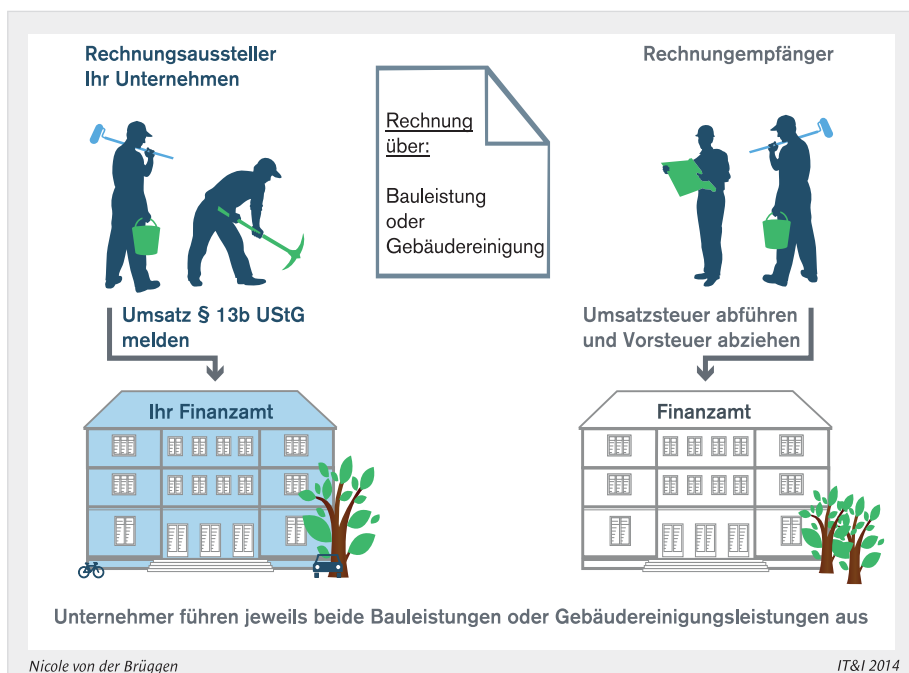 Rechnungsaussteller
Ihr Unternehmen
Rechnungempfänger
Rechnung
über:
Bauleistung
oder
Gebäudereinigung
Umsatz § 13b UStG
melden
Umsatzsteuer abführen
und Vorsteuer abziehen
Ihr Finanzamt
Finanzamt
Unternehmer führen jeweils beide Bauleistungen oder Gebäudereinigungsleistungen aus
Nicole von der Brüggen
IT&I 2014